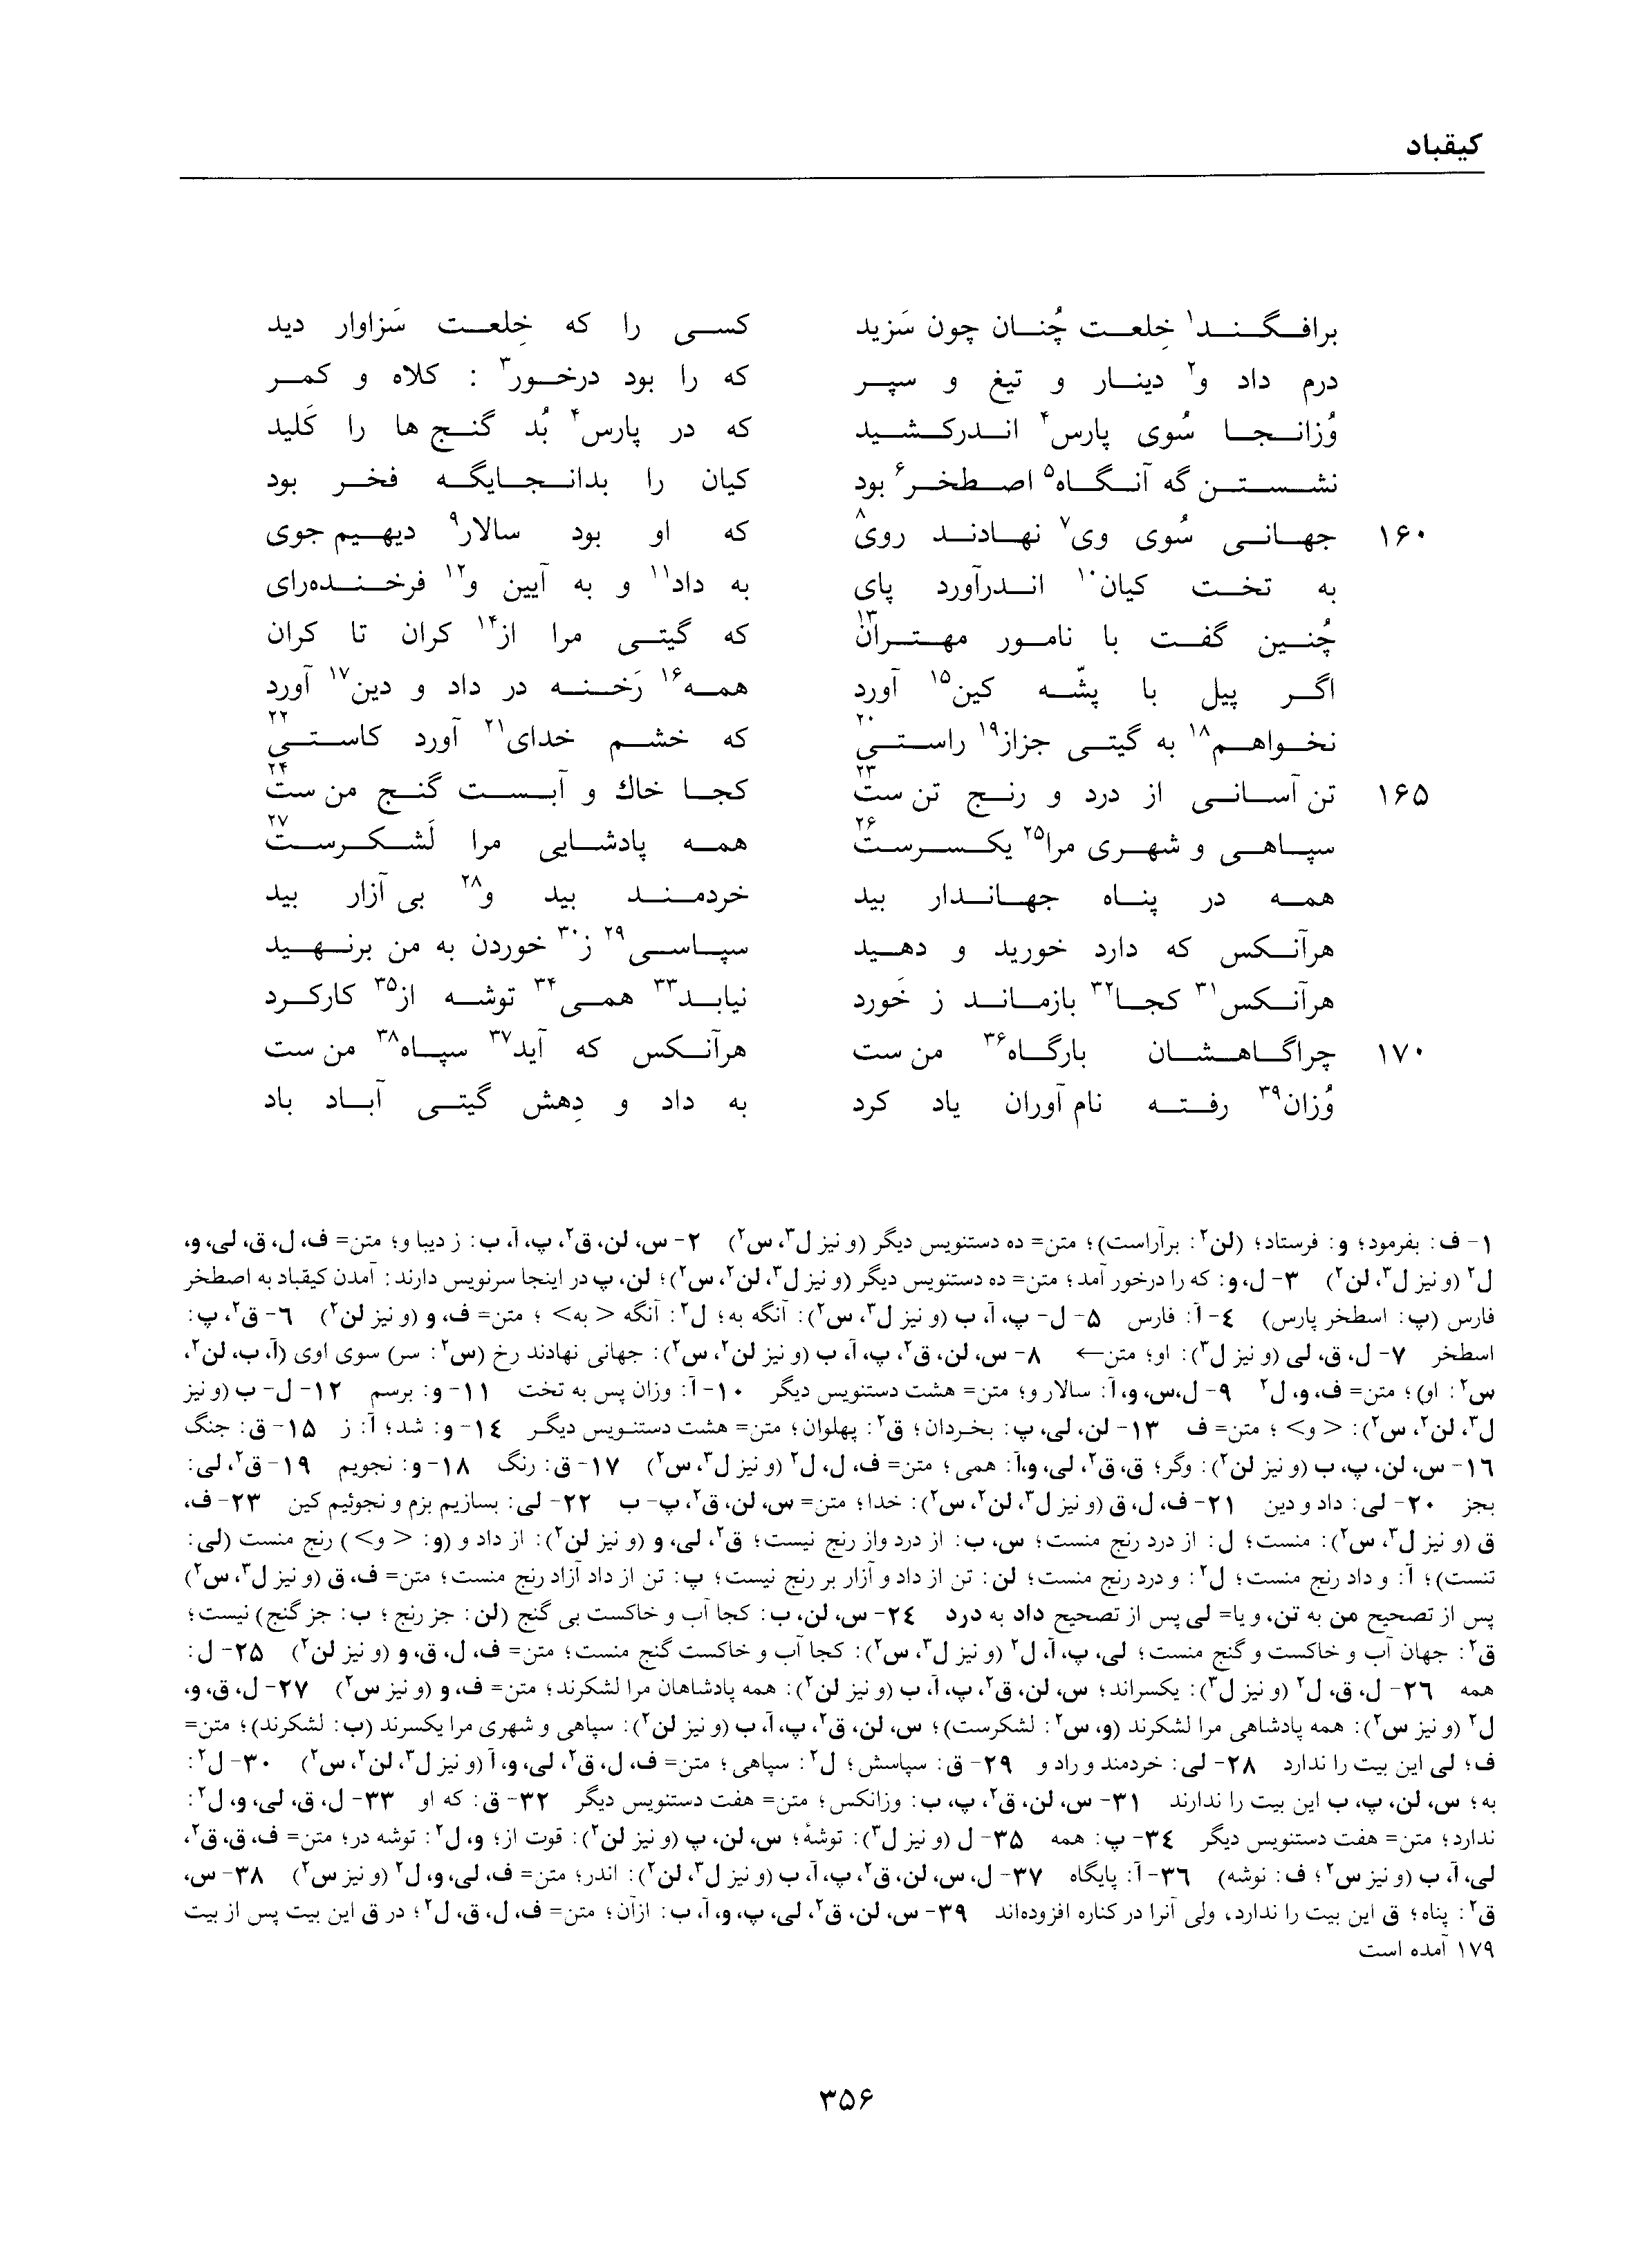 کیقباد
برافگند¹ خِلعت چُنان چون سَزید کسی را که خِلعت سَزاوار دید
درم داد و² دینار و تیغ و سپر که را بود درخور³ : کلاه و کمر
وُزانجا سُوی پارس⁴ اندرکشید که در پارس⁴ بُد گنج ها را کَلید
نشستن گه آنگاه⁵ اصطخر⁶ بود کیان را بدانجایگه فخر بود
۱۶۰ جهانی سُوی وی⁷ نهادند روی⁸ که او بود سالار⁹ دیهیم جوی
به تخت کیان¹⁰ اندرآورد پای به داد¹¹ و به آیین و¹² فرخنده‌رای
چُنین گفت با نامور مهتران¹³ که گیتی مرا از¹⁴ کران تا کران
اگر پیل با پشّه کین¹⁵ آورد همه¹⁶ رَخنه در داد و دین¹⁷ آورد
نخواهم¹⁸ به گیتی جزاز¹⁹ راستی²⁰ که خشم خدای²¹ آورد کاستی²²
۱۶۵ تن آسانی از درد و رنج تن ست²³ کجا خاك و آبست گنج من ست²⁴
سپاهی و شهری مرا²⁵ یکسرست²⁶ همه پادشایی مرا لَشکرست²⁷
همه در پناه جهاندار بید خردمند بید و²⁸ بی آزار بید
هرآنکس که دارد خورید و دهید سپاسی²⁹ ز³⁰ خوردن به من برنهید
هرآنکس³¹ کجا³² بازماند ز خَورد نیابد³³ همی³⁴ توشه از³⁵ کارکرد
۱۷۰ چراگاهشان بارگاه³⁶ من ست هرآنکس که آید³⁷ سپاه³⁸ من ست
وُزان³⁹ رفته نام آوران یاد کرد به داد و دِهش گیتی آباد باد
۱- ف: بفرمود؛ و: فرستاد؛ (لن²: برآراست)؛ متن= ده دستنویس دیگر (و نیز ل³، س²) ۲- س، لن، ق²، پ، آ، ب: ز دیبا و؛ متن= ف، ل، ق، لی، و،
ل² (و نیز ل³، لن²) ۳- ل، و: که را درخور آمد؛ متن= ده دستنویس دیگر (و نیز ل³، لن²، س²)؛ لن، پ در اینجا سرنویس دارند: آمدن کیقباد به اصطخر
فارس (پ: اسطخر پارس) ۴- آ: فارس ۵- ل- پ، آ، ب (و نیز ل³، س²): آنگه به؛ ل²: آنگه < به> ؛ متن= ف، و (و نیز لن²) ۶- ق²، پ:
اسطخر ۷- ل، ق، لی (و نیز ل³): او؛ متن← ۸- س، لن، ق²، پ، آ، ب (و نیز لن²، س²): جهانی نهادند رخ (س²: سر) سوی اوی (آ، ب، لن²،
س²: او)؛ متن= ف، و، ل² ۹- ل،س، و، آ: سالار و؛ متن= هشت دستنویس دیگر ۱۰- آ: وزان پس به تخت ۱۱- و: برسم ۱۲- ل- ب (و نیز
ل³، لن²، س²): < و> ؛ متن= ف ۱۳- لن، لی، پ: بخردان؛ ق²: پهلوان؛ متن= هشت دستنویس دیگر ۱۴- و: شد؛ آ: ز ۱۵- ق: جنگ
۱۶- س، لن، پ، ب (و نیز لن²): وگر؛ ق، ق²، لی، و،آ: همی؛ متن= ف، ل، ل² (و نیز ل³، س²) ۱۷- ق: رنگ ۱۸- و: نجویم ۱۹- ق²، لی:
بجز ۲۰- لی: داد و دین ۲۱- ف، ل، ق (و نیز ل³، لن²، س²): خدا؛ متن= س، لن، ق²، پ- ب ۲۲- لی: بسازیم بزم و نجوئیم کین ۲۳- ف،
ق (و نیز ل³، س²): منست؛ ل: از درد رنج منست؛ س، ب: از درد واز رنج نیست؛ ق²، لی، و (و نیز لن²): از داد و (و: < و> ) رنج منست (لی:
تنست)؛ آ: و داد رنج منست؛ ل²: و درد رنج منست؛ لن: تن از داد و آزار بر رنج نیست؛ پ: تن از داد آزاد رنج منست؛ متن= ف، ق (و نیز ل³، س²)
پس از تصحیح من به تن، و یا= لی پس از تصحیح داد به درد ۲۴- س، لن، ب: کجا آب و خاکست بی گنج (لن: جز رنج ؛ ب: جز گنج) نیست؛
ق²: جهان آب و خاکست و گنج منست؛ لی، پ، آ، ل² (و نیز ل³، س²): کجا آب و خاکست گنج منست؛ متن= ف، ل، ق، و (و نیز لن²) ۲۵- ل:
همه ۲۶- ل، ق، ل² (و نیز ل³): یکسراند؛ س، لن، ق²، پ، آ، ب (و نیز لن²): همه پادشاهان مرا لشکرند؛ متن= ف، و (و نیز س²) ۲۷- ل، ق، و،
ل² (و نیز س²): همه پادشاهی مرا لشکرند (و، س²: لشکرست)؛ س، لن، ق²، پ، آ، ب (و نیز لن²): سپاهی و شهری مرا یکسرند (ب: لشکرند)؛ متن=
ف؛ لی این بیت را ندارد ۲۸- لی: خردمند و راد و ۲۹- ق: سپاسش؛ ل²: سپاهی؛ متن= ف، ل، ق²، لی، و، آ (و نیز ل³، لن²، س²) ۳۰- ل²:
به؛ س، لن، پ، ب این بیت را ندارند ۳۱- س، لن، ق²، پ، ب: وزانکس؛ متن= هفت دستنویس دیگر ۳۲- ق: که او ۳۳- ل، ق، لی، و، ل²:
ندارد؛ متن= هفت دستنویس دیگر ۳۴- پ: همه ۳۵- ل (و نیز ل³): توشهٔ؛ س، لن، پ (و نیز لن²): قوت از؛ و، ل²: توشه در؛ متن= ف، ق، ق²،
لی، آ، ب (و نیز س²؛ ف: نوشه) ۳۶- آ: پایگاه ۳۷- ل، س، لن، ق²، پ، آ، ب (و نیز ل³، لن²): اندر؛ متن= ف، لی، و، ل² (و نیز س²) ۳۸- س،
ق²: پناه؛ ق این بیت را ندارد، ولی آنرا در کناره افزوده‌اند ۳۹- س، لن، ق²، لی، پ، و، آ، ب: ازان؛ متن= ف، ل، ق، ل²؛ در ق این بیت پس از بیت
۱۷۹ آمده است
۳۵۶